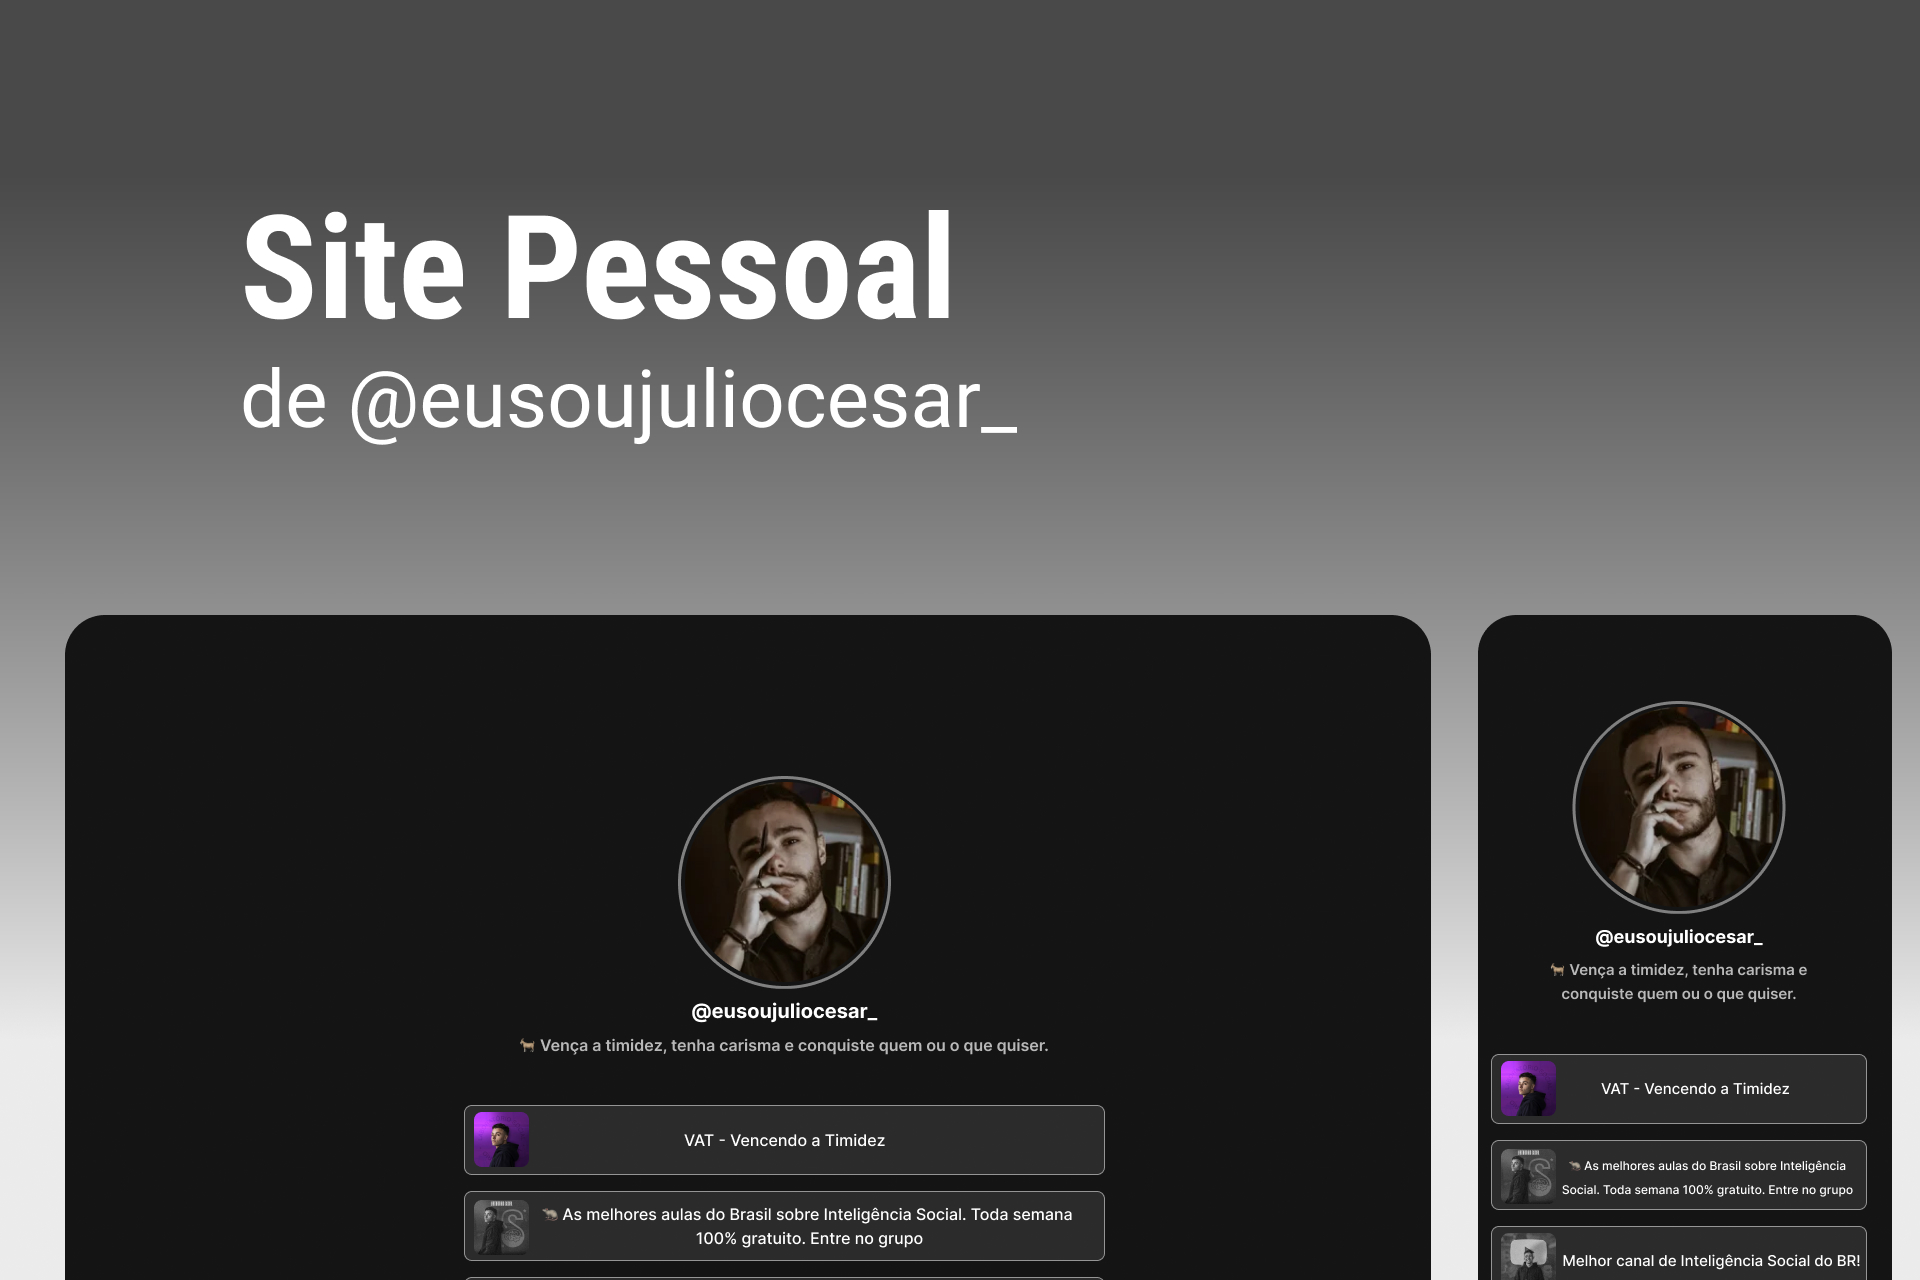 Site Pessoal
de @eusoujuliocesar_
@eusoujuliocesar_
🐐 Vença a timidez, tenha carisma e conquiste quem ou o que quiser.
VAT - Vencendo a Timidez
🐀 As melhores aulas do Brasil sobre Inteligência Social. Toda semana
100% gratuito. Entre no grupo
@eusoujuliocesar_
🐐 Vença a timidez, tenha carisma e
conquiste quem ou o que quiser.
VAT - Vencendo a Timidez
🐀 As melhores aulas do Brasil sobre Inteligência
Social. Toda semana 100% gratuito. Entre no grupo
Melhor canal de Inteligência Social do BR!